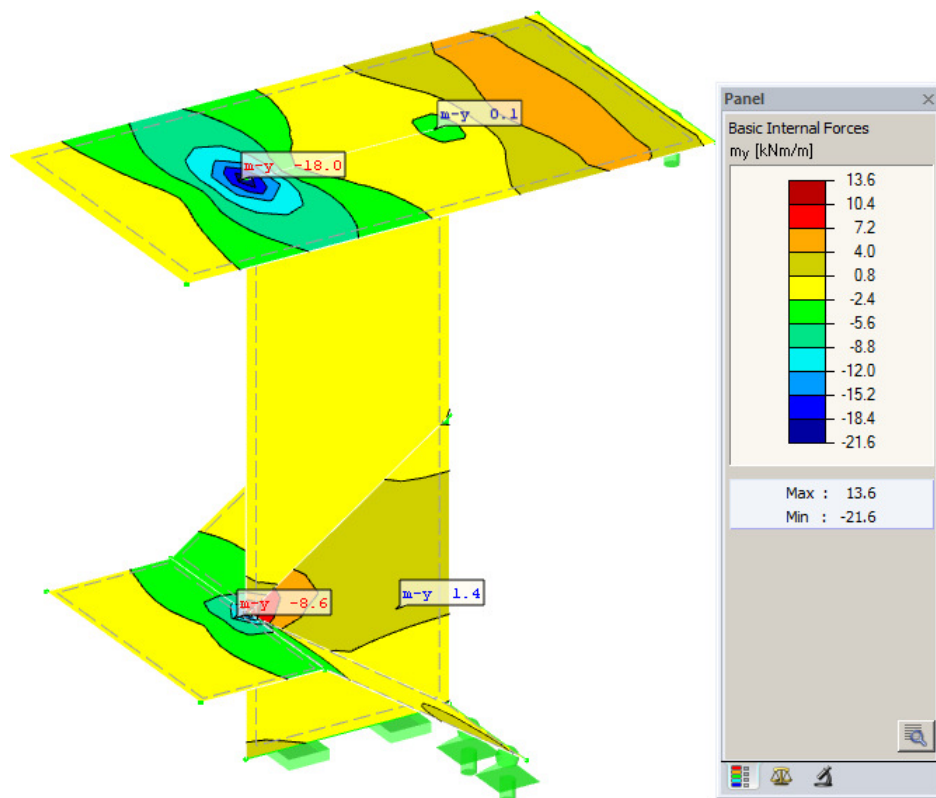 m-y 0.1
m-y -18.0
m-y -8.6
m-y 1.4
Panel
Basic Internal Forces
my [kNm/m]
13.6
10.4
7.2
4.0
0.8
-2.4
-5.6
-8.8
-12.0
-15.2
-18.4
-21.6
Max : 13.6
Min : -21.6